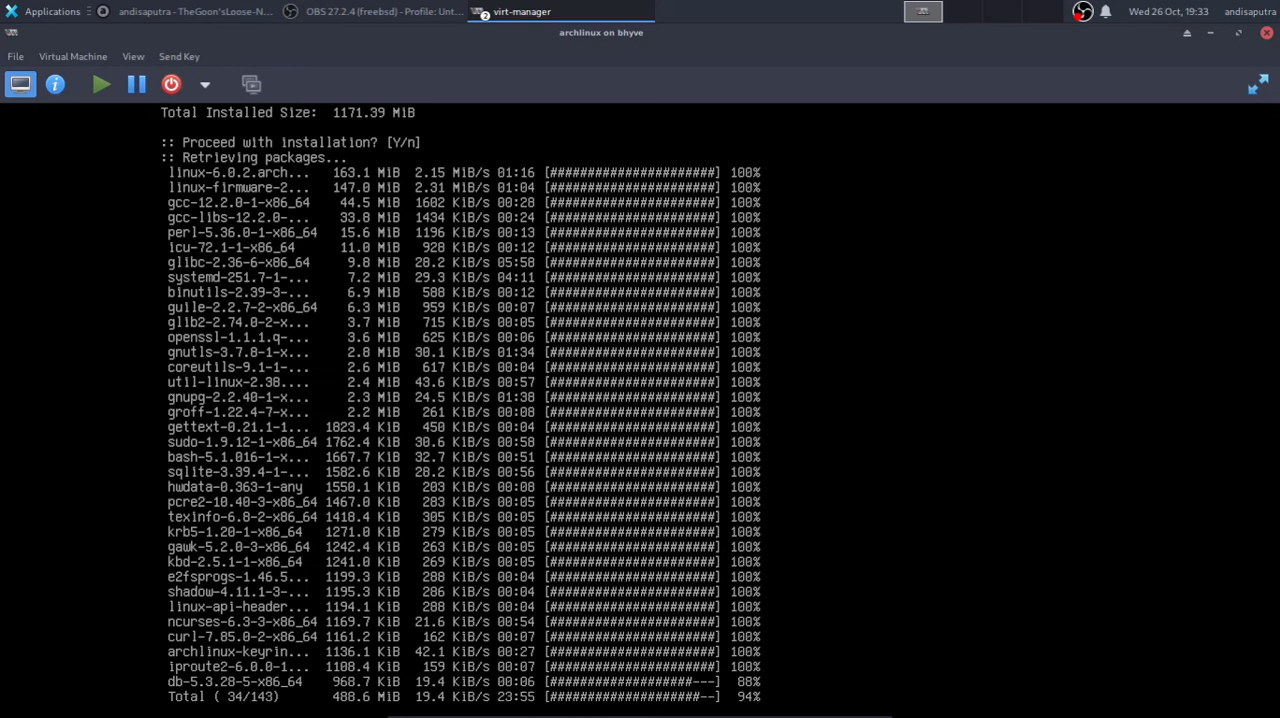 Applications
andisaputra - TheGoon'sLoose-N...
OBS 27.2.4 (freebsd) - Profile: Unt...
2
virt-manager
Wed 26 Oct, 19:33
andisaputra
archlinux on bhyve
File Virtual Machine View Send Key
Total Installed Size: 1171.39 MiB
:: Proceed with installation? [Y/n]
:: Retrieving packages...
linux-6.0.2.arch... 163.1 MiB 2.15 MiB/s 01:16 [######################] 100%
linux-firmware-2... 147.0 MiB 2.31 MiB/s 01:04 [######################] 100%
gcc-12.2.0-1-x86_64 44.5 MiB 1602 KiB/s 00:28 [######################] 100%
gcc-libs-12.2.0-... 33.8 MiB 1434 KiB/s 00:24 [######################] 100%
perl-5.36.0-1-x86_64 15.6 MiB 1196 KiB/s 00:13 [######################] 100%
icu-72.1-1-x86_64 11.0 MiB 928 KiB/s 00:12 [######################] 100%
glibc-2.36-6-x86_64 9.8 MiB 28.2 KiB/s 05:58 [######################] 100%
systemd-251.7-1-... 7.2 MiB 29.3 KiB/s 04:11 [######################] 100%
binutils-2.39-3-... 6.9 MiB 588 KiB/s 00:12 [######################] 100%
guile-2.2.7-2-x86_64 6.3 MiB 959 KiB/s 00:07 [######################] 100%
glib2-2.74.0-2-x... 3.7 MiB 715 KiB/s 00:05 [######################] 100%
openssl-1.1.1.q-... 3.6 MiB 625 KiB/s 00:06 [######################] 100%
gnutls-3.7.8-1-x... 2.8 MiB 30.1 KiB/s 01:34 [######################] 100%
coreutils-9.1-1-... 2.6 MiB 617 KiB/s 00:04 [######################] 100%
util-linux-2.38.... 2.4 MiB 43.6 KiB/s 00:57 [######################] 100%
gnupg-2.2.40-1-x... 2.3 MiB 24.5 KiB/s 01:38 [######################] 100%
groff-1.22.4-7-x... 2.2 MiB 261 KiB/s 00:08 [######################] 100%
gettext-0.21.1-1... 1823.4 KiB 450 KiB/s 00:04 [######################] 100%
sudo-1.9.12-1-x86_64 1762.4 KiB 30.6 KiB/s 00:58 [######################] 100%
bash-5.1.016-1-x... 1667.7 KiB 32.7 KiB/s 00:51 [######################] 100%
sqlite-3.39.4-1-... 1582.6 KiB 28.2 KiB/s 00:56 [######################] 100%
hwdata-0.363-1-any 1550.1 KiB 203 KiB/s 00:08 [######################] 100%
pcre2-10.40-3-x86_64 1467.0 KiB 283 KiB/s 00:05 [######################] 100%
texinfo-6.8-2-x86_64 1410.4 KiB 305 KiB/s 00:05 [######################] 100%
krb5-1.20-1-x86_64 1271.0 KiB 279 KiB/s 00:05 [######################] 100%
gawk-5.2.0-3-x86_64 1242.4 KiB 263 KiB/s 00:05 [######################] 100%
kbd-2.5.1-1-x86_64 1241.0 KiB 269 KiB/s 00:05 [######################] 100%
e2fsprogs-1.46.5... 1199.3 KiB 288 KiB/s 00:04 [######################] 100%
shadow-4.11.1-3-... 1195.3 KiB 286 KiB/s 00:04 [######################] 100%
linux-api-header... 1194.1 KiB 288 KiB/s 00:04 [######################] 100%
ncurses-6.3-3-x86_64 1169.7 KiB 21.6 KiB/s 00:54 [######################] 100%
curl-7.85.0-2-x86_64 1161.2 KiB 162 KiB/s 00:07 [######################] 100%
archlinux-keyrin... 1136.1 KiB 42.1 KiB/s 00:27 [######################] 100%
iproute2-6.0.0-1... 1108.4 KiB 159 KiB/s 00:07 [######################] 100%
db-5.3.28-5-x86_64 968.7 KiB 19.4 KiB/s 00:06 [###################---] 88%
Total ( 34/143) 488.6 MiB 19.4 KiB/s 23:55 [####################--] 94%